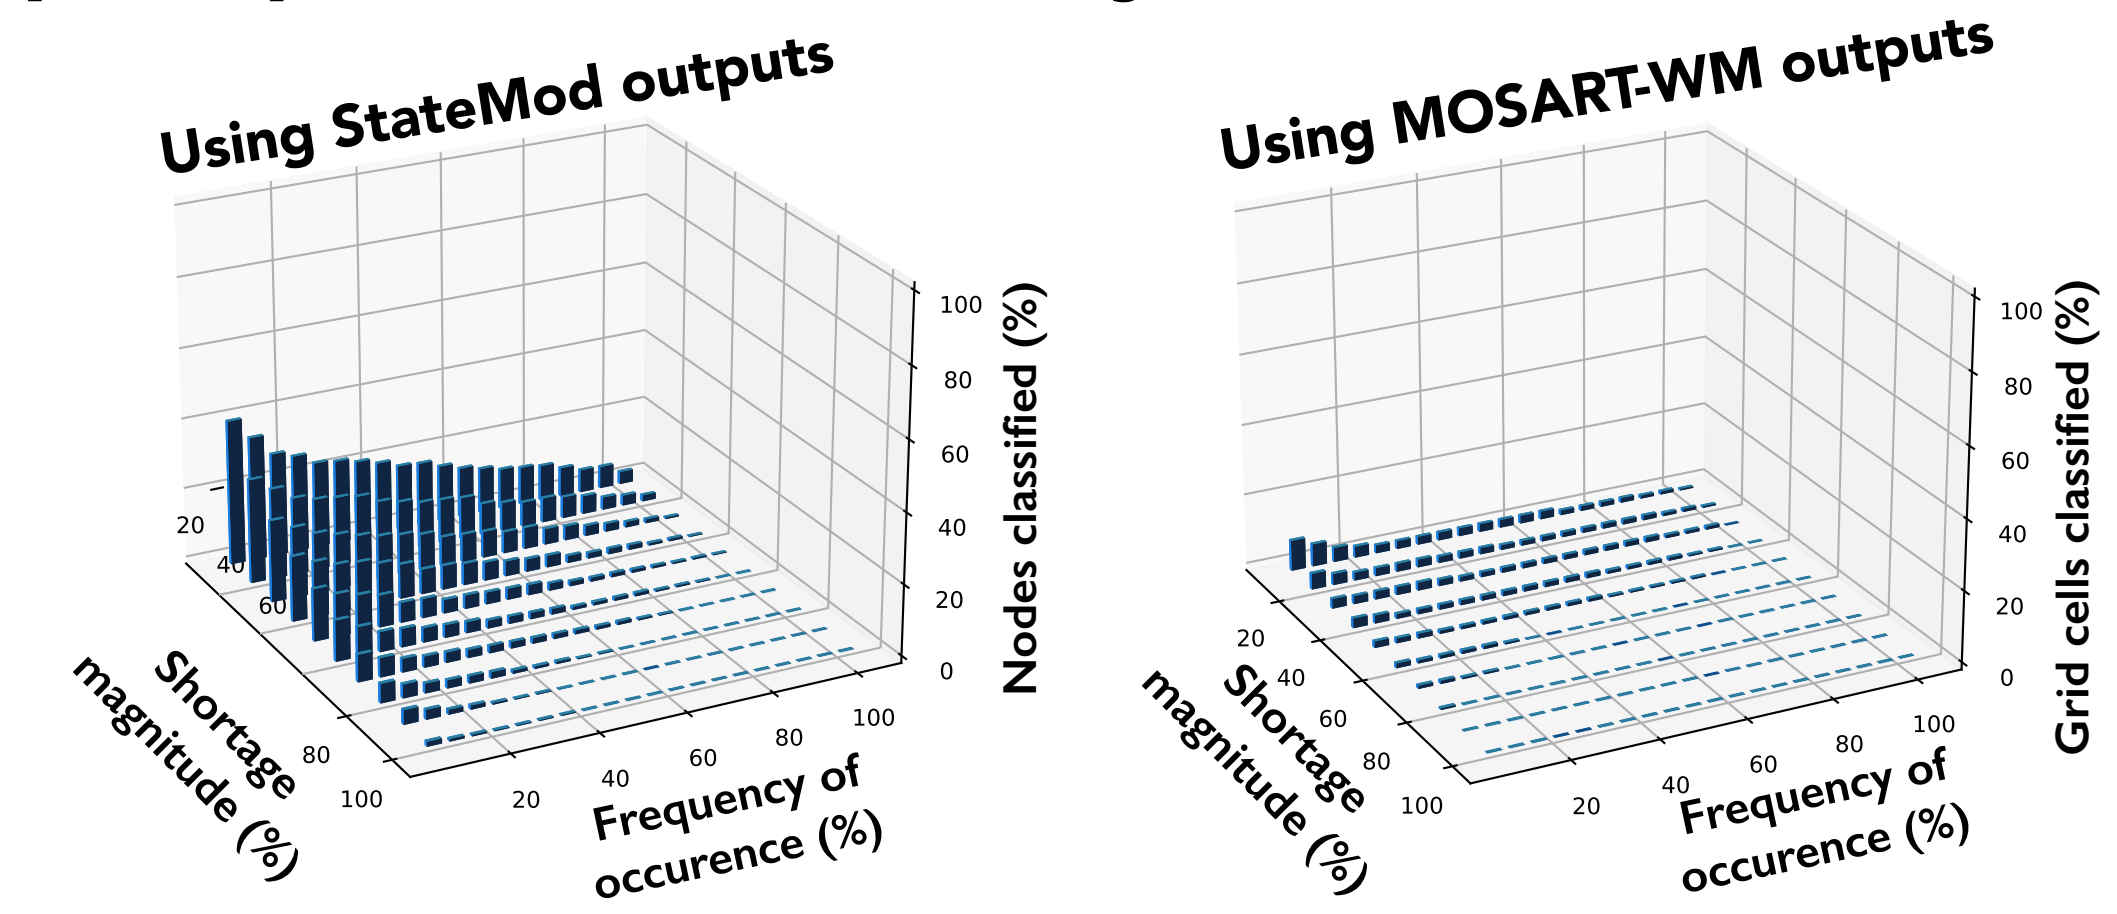 Using StateMod outputs
100
80
60
40
20
0
Nodes classified (%)
20
40
60
80
100
Shortage
magnitude (%)
20
40
60
80
100
Frequency of
occurence (%)
Using MOSART-WM outputs
100
80
60
40
20
0
Grid cells classified (%)
20
40
60
80
100
Shortage
magnitude (%)
20
40
60
80
100
Frequency of
occurence (%)